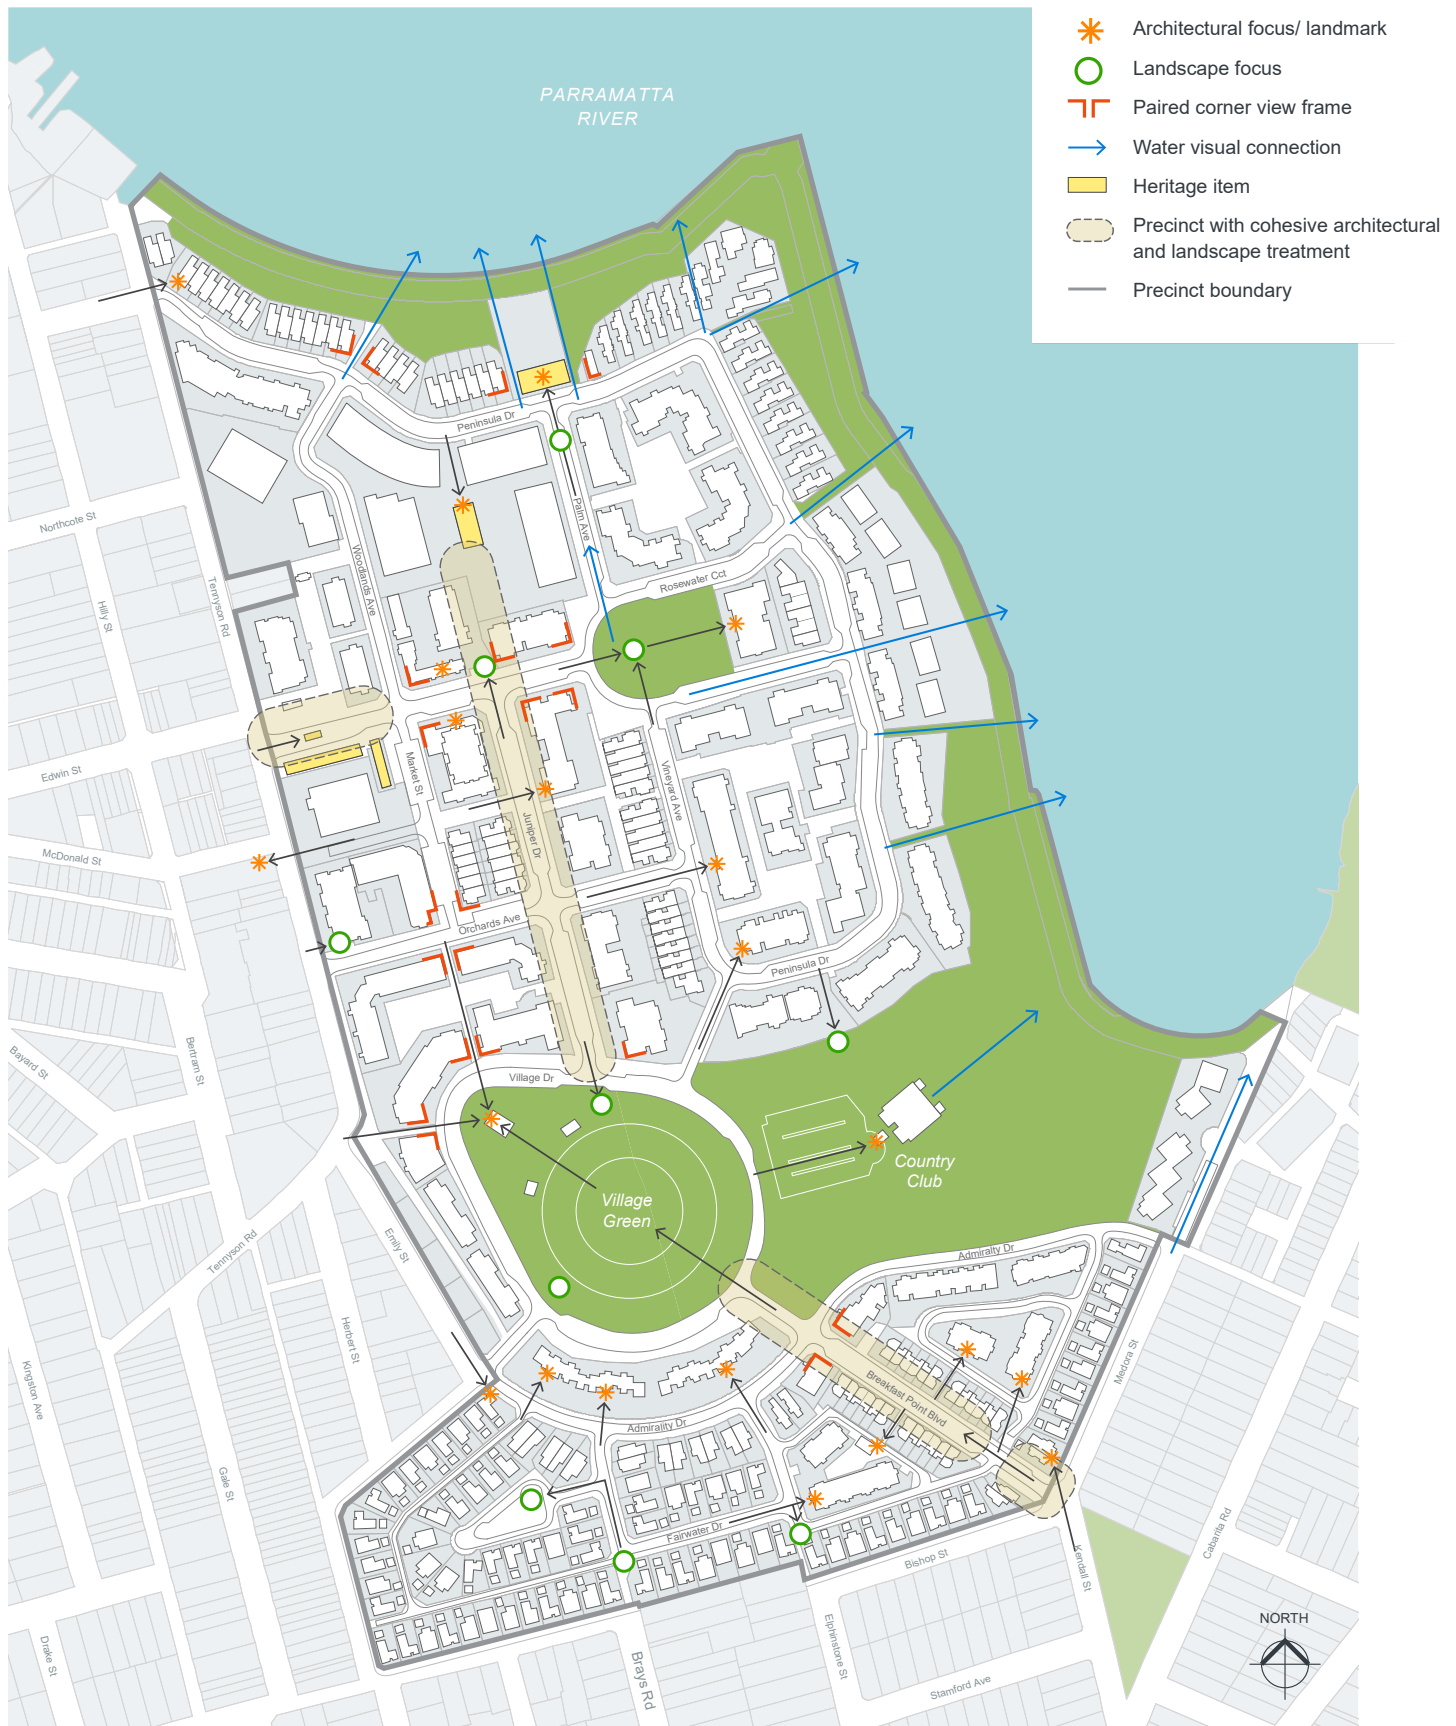 Architectural focus/ landmark
Landscape focus
Paired corner view frame
Water visual connection
Heritage item
Precinct with cohesive architectural
and landscape treatment
Precinct boundary
PARRAMATTA
RIVER
Peninsula Dr
Palm Ave
Northcote St
Woodlands Ave
Rosewater Cct
Hilly St
Tennyson Rd
Edwin St
Market St
Vineyard Ave
Juniper Dr
McDonald St
Orchards Ave
Peninsula Dr
Bayard St
Bertram St
Village Dr
Country
Club
Village
Green
Emily St
Tennyson Rd
Admiralty Dr
Herbert St
Kingston Ave
Medora St
Breakfast Point Blvd
Admirality Dr
Gale St
Fairwater Dr
Cabarita Rd
Bishop St
Kendall St
NORTH
Drake St
Brays Rd
Elphinstone St
Stamford Ave